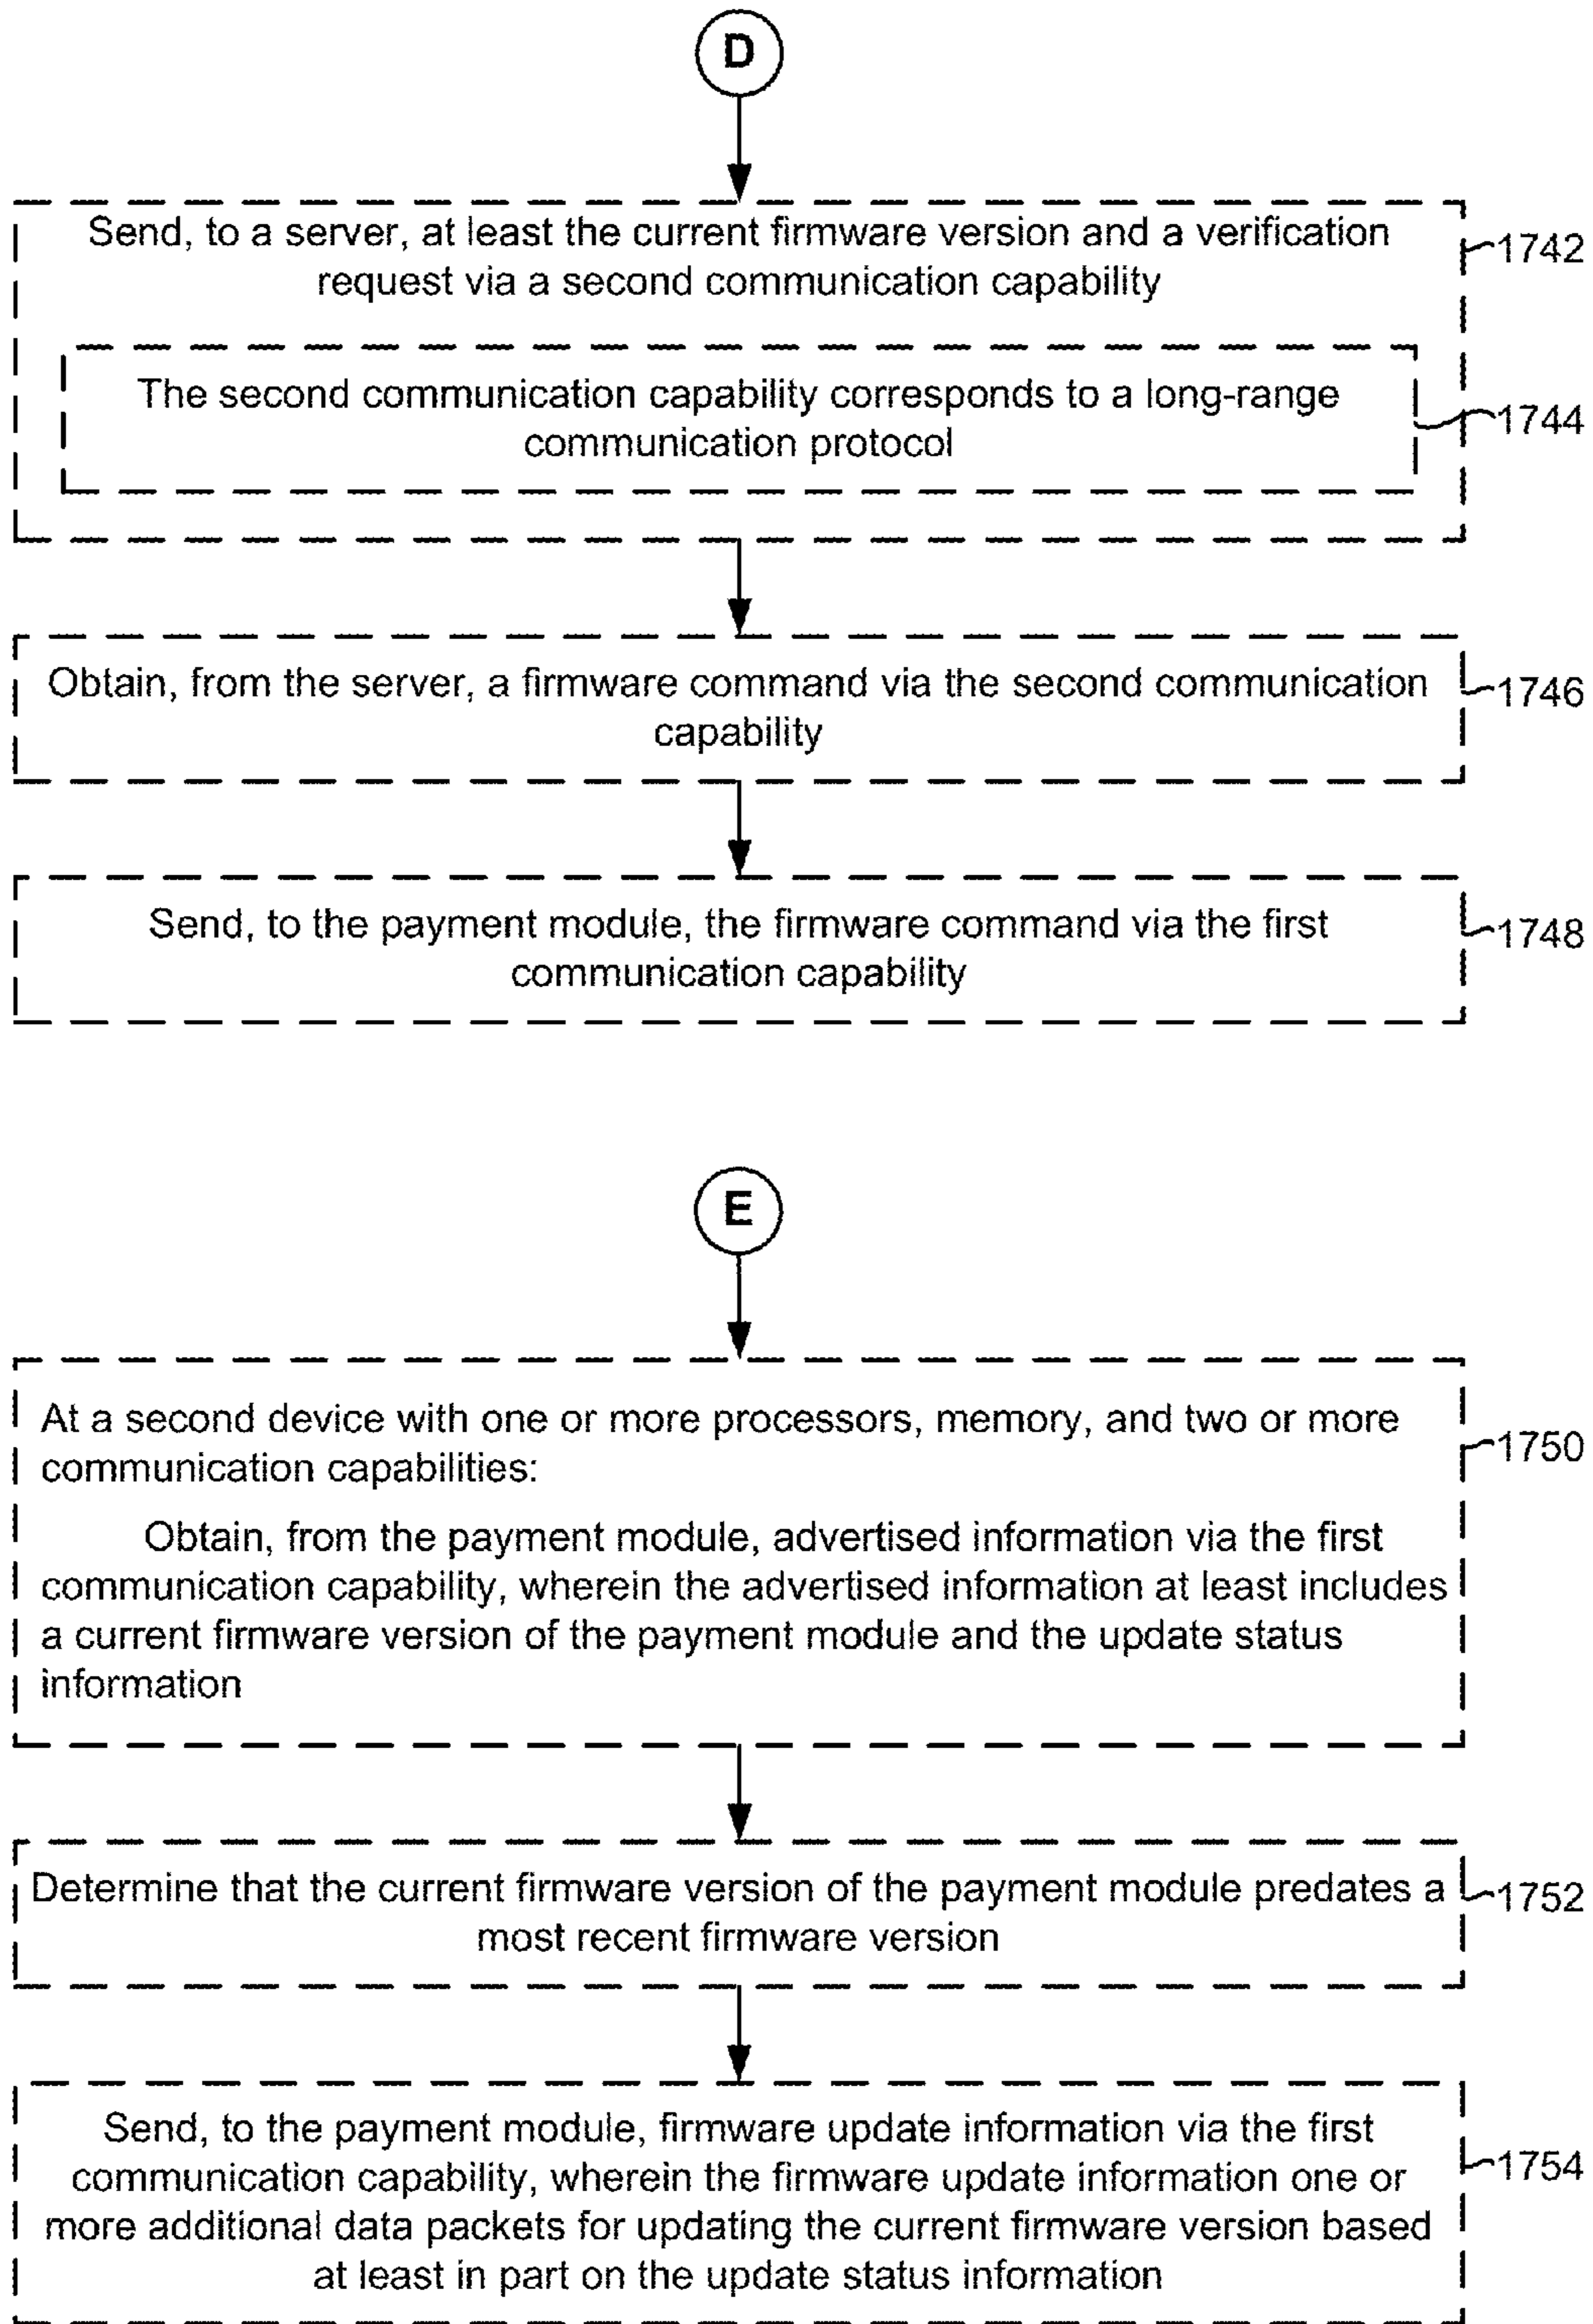 D
Send, to a server, at least the current firmware version and a verification
request via a second communication capability
1742
The second communication capability corresponds to a long-range
communication protocol
1744
Obtain, from the server, a firmware command via the second communication
capability
1746
Send, to the payment module, the firmware command via the first
communication capability
1748
E
At a second device with one or more processors, memory, and two or more
communication capabilities:
Obtain, from the payment module, advertised information via the first
communication capability, wherein the advertised information at least includes
a current firmware version of the payment module and the update status
information
1750
Determine that the current firmware version of the payment module predates a
most recent firmware version
1752
Send, to the payment module, firmware update information via the first
communication capability, wherein the firmware update information one or
more additional data packets for updating the current firmware version based
at least in part on the update status information
1754